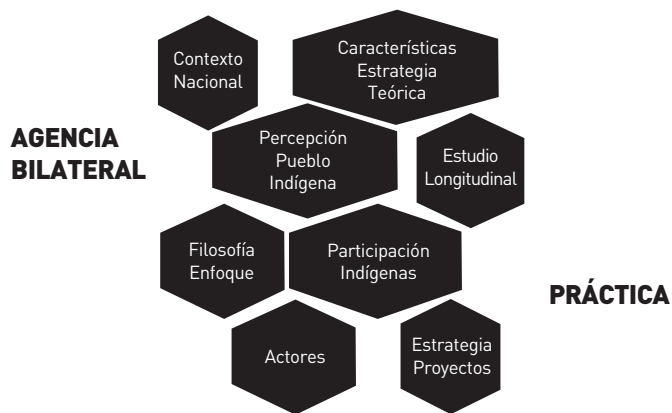 Contexto
Nacional
Características
Estrategia
Teórica
AGENCIA
BILATERAL
Percepción
Pueblo
Indígena
Estudio
Longitudinal
Filosofía
Enfoque
Participación
Indígenas
PRÁCTICA
Actores
Estrategia
Proyectos